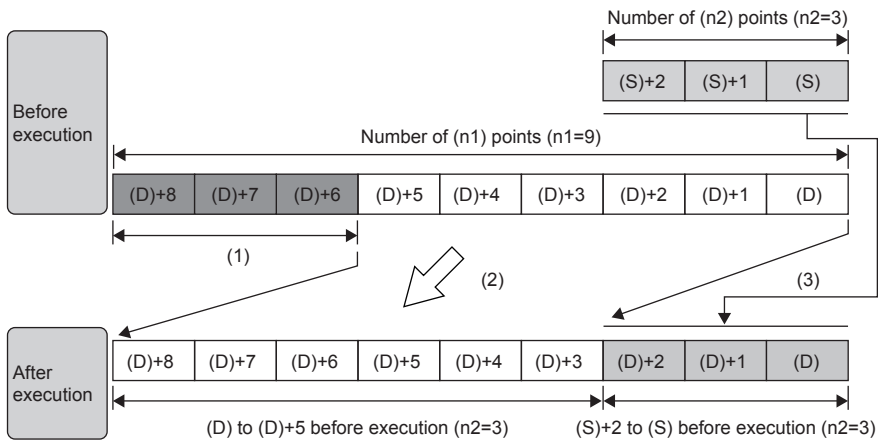 Number of (n2) points (n2=3)
(S)+2 (S)+1 (S)
Before
execution
Number of (n1) points (n1=9)
(D)+8 (D)+7 (D)+6 (D)+5 (D)+4 (D)+3 (D)+2 (D)+1 (D)
(1)
(2)
(3)
After
execution
(D)+8 (D)+7 (D)+6 (D)+5 (D)+4 (D)+3 (D)+2 (D)+1 (D)
(D) to (D)+5 before execution (n2=3)
(S)+2 to (S) before execution (n2=3)